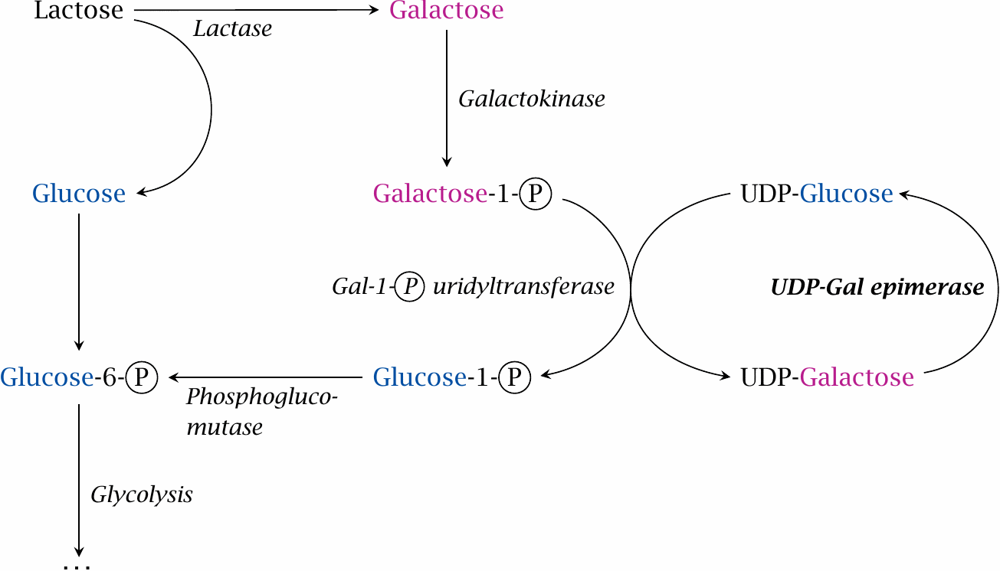 Lactose
Galactose
Lactase
Galactokinase
Glucose
Galactose-1-P
UDP-Glucose
Gal-1-P uridyltransferase
UDP-Gal epimerase
Glucose-6-P
Glucose-1-P
UDP-Galactose
Phosphogluco-
mutase
Glycolysis
...